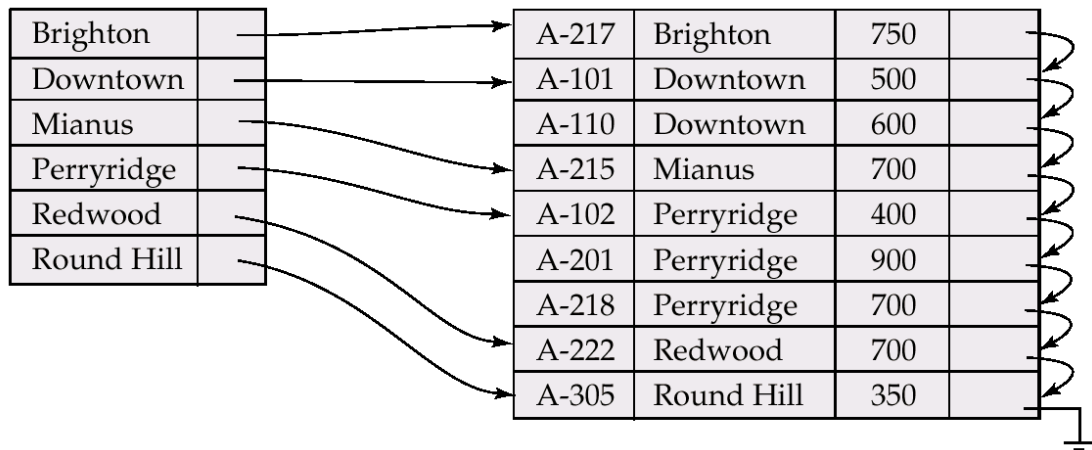 Brighton
Downtown
Mianus
Perryridge
Redwood
Round Hill
A-217 Brighton 750
A-101 Downtown 500
A-110 Downtown 600
A-215 Mianus 700
A-102 Perryridge 400
A-201 Perryridge 900
A-218 Perryridge 700
A-222 Redwood 700
A-305 Round Hill 350